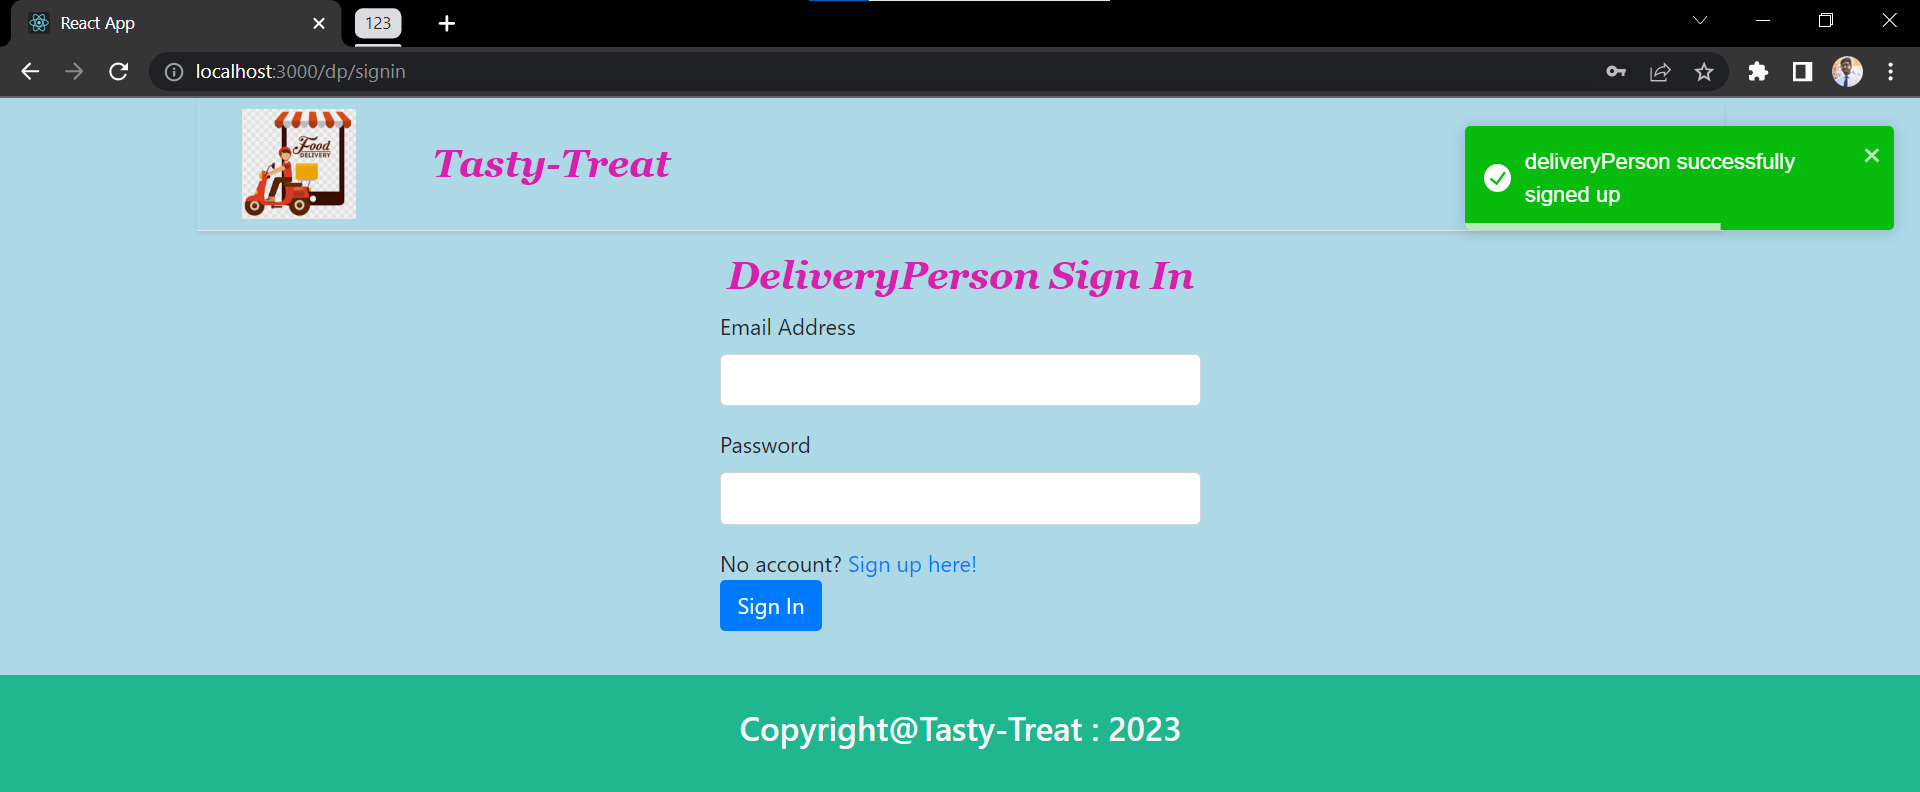 React App
123
localhost:3000/dp/signin
Food
DELIVERY
Tasty-Treat
deliveryPerson successfully
signed up
DeliveryPerson Sign In
Email Address
Password
No account? Sign up here!
Sign In
Copyright@Tasty-Treat : 2023